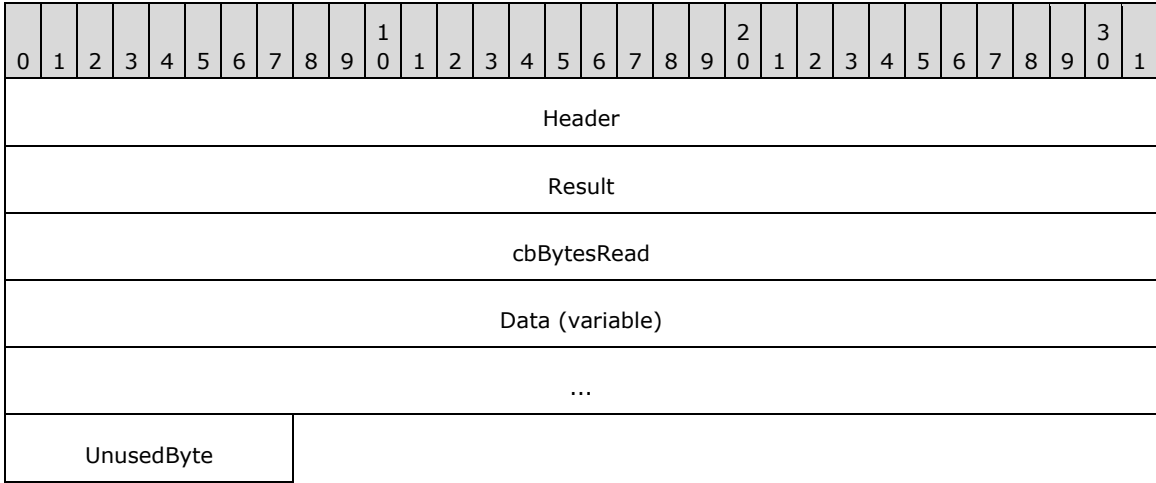 1 2 3
0 1 2 3 4 5 6 7 8 9 0 1 2 3 4 5 6 7 8 9 0 1 2 3 4 5 6 7 8 9 0 1
Header
Result
cbBytesRead
Data (variable)
...
UnusedByte